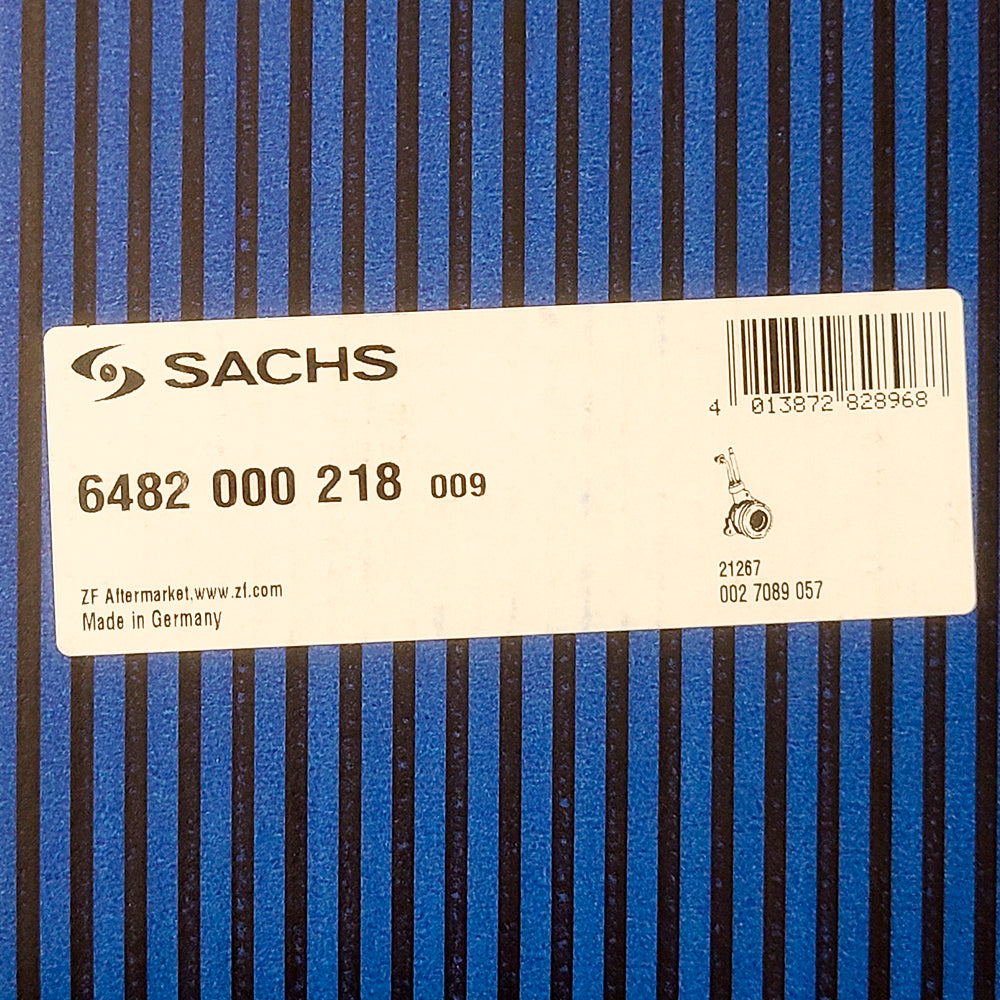 SACHS
4 013872 828968
6482 000 218 009
21267
002 7089 057
ZF Aftermarket,www.zf.com
Made in Germany